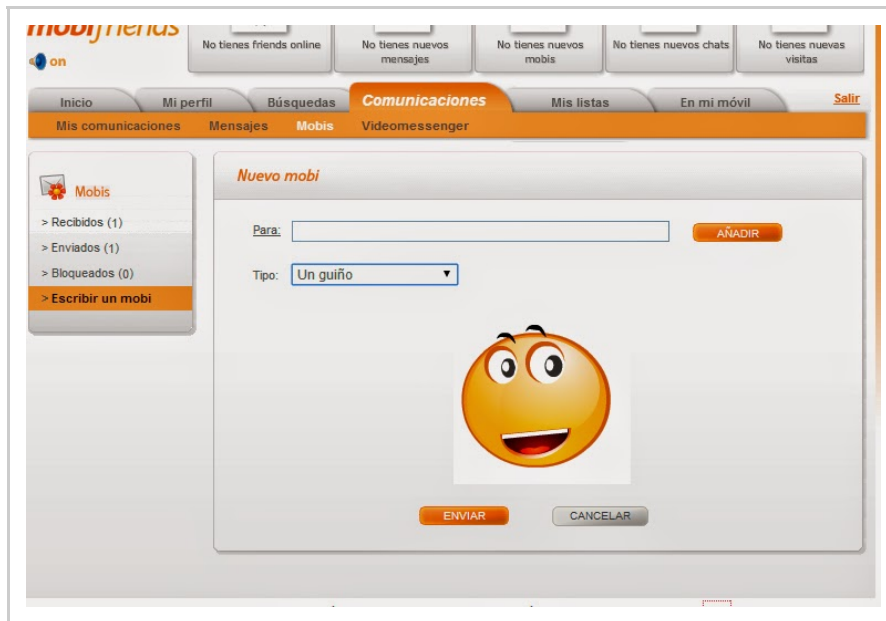 mobifriends
on
No tienes friends online
No tienes nuevos
mensajes
No tienes nuevos
mobis
No tienes nuevos chats
No tienes nuevas
visitas
Inicio
Mi perfil
Búsquedas
Comunicaciones
Mis listas
En mi móvil
Salir
Mis comunicaciones
Mensajes
Mobis
Videomessenger
Mobis
> Recibidos (1)
> Enviados (1)
> Bloqueados (0)
> Escribir un mobi
Nuevo mobi
Para:
AÑADIR
Tipo: Un guiño
ENVIAR
CANCELAR